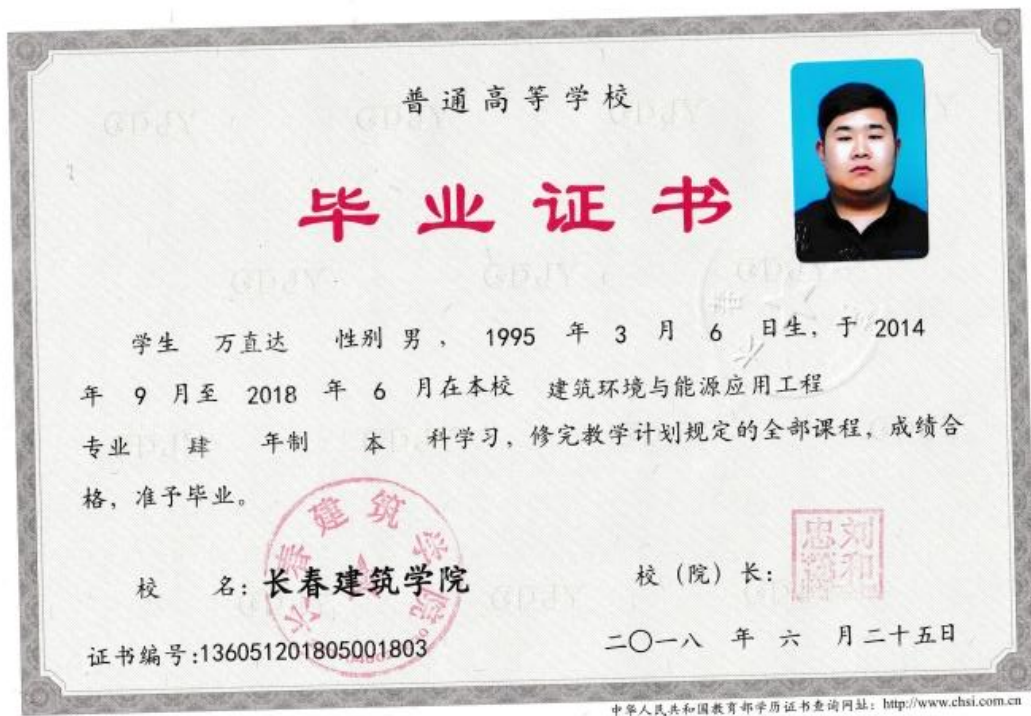 普通高等学校
毕业证书
学生 万直达 性别 男 , 1995 年 3 月 6 日生, 于 2014
年 9 月至 2018 年 6 月在本校 建筑环境与能源应用工程
专业 肆 年制 本 科学习, 修完教学计划规定的全部课程, 成绩合
格, 准予毕业。
长春建筑学院
校 名: 长春建筑学院
校 (院) 长:
证书编号:136051201805001803
二〇一八 年 六 月二十五日
中华人民共和国教育部学历证书查询网址: http://www.chsi.com.cn